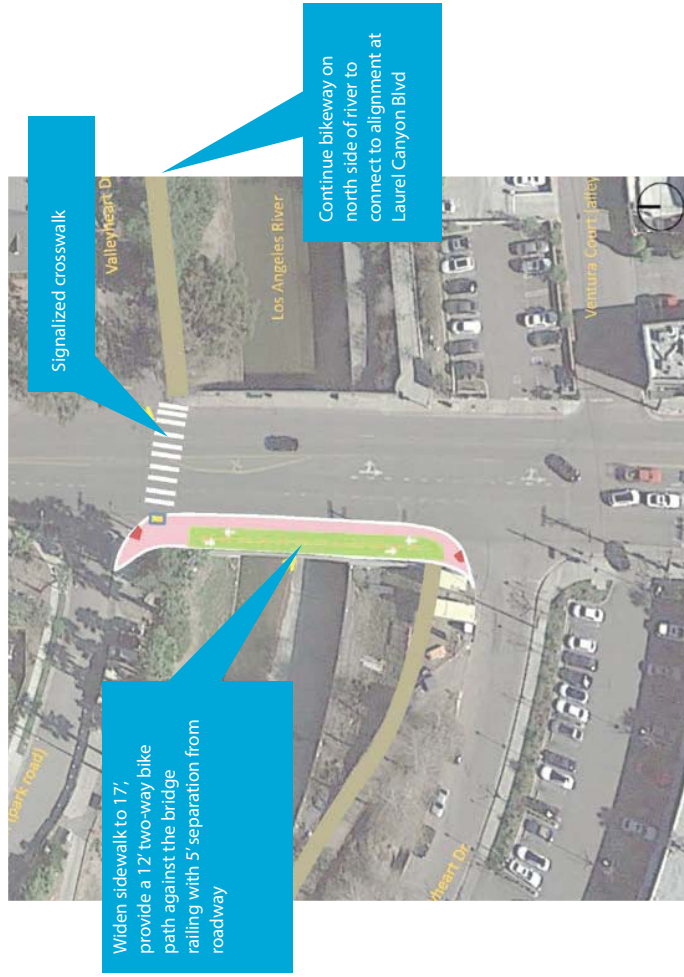 Signalized crosswalk
Valleyheart Dr
Continue bikeway on
north side of river to
connect to alignment at
Laurel Canyon Blvd
Los Angeles River
Ventura Court [alley
Widen sidewalk to 17’,
provide a 12’ two-way bike
path against the bridge
railing with 5’ separation from
roadway
(park road)
yheart Dr